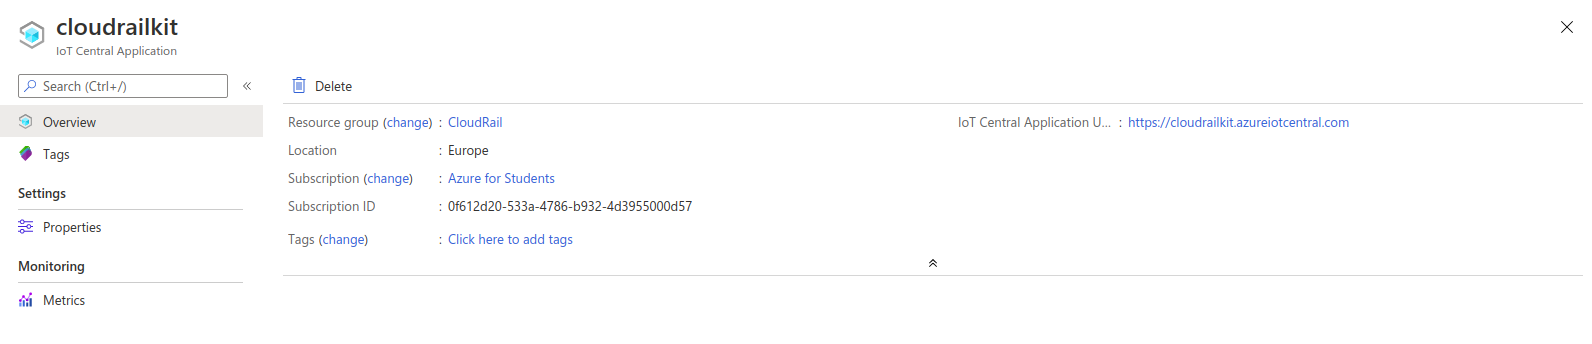 cloudrailkit
IoT Central Application
Search (Ctrl+/)
«
Overview
Tags
Settings
Properties
Monitoring
Metrics
Delete
Resource group (change) : CloudRail
Location : Europe
Subscription (change) : Azure for Students
Subscription ID : 0f612d20-533a-4786-b932-4d3955000d57
Tags (change) : Click here to add tags
IoT Central Application U... : https://cloudrailkit.azureiotcentral.com